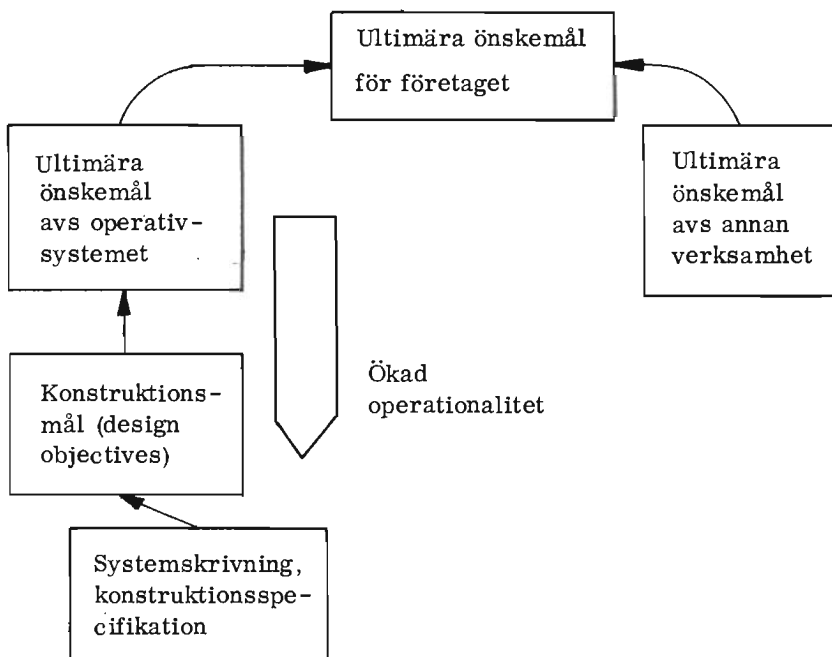 Ultimära önskemål
för företaget
Ultimära
önskemål
avs operativ-
systemet
Ultimära
önskemål
avs annan
verksamhet
Konstruktions-
mål (design
objectives)
Ökad
operationalitet
Systemskrivning,
konstruktionsspe-
cifikation